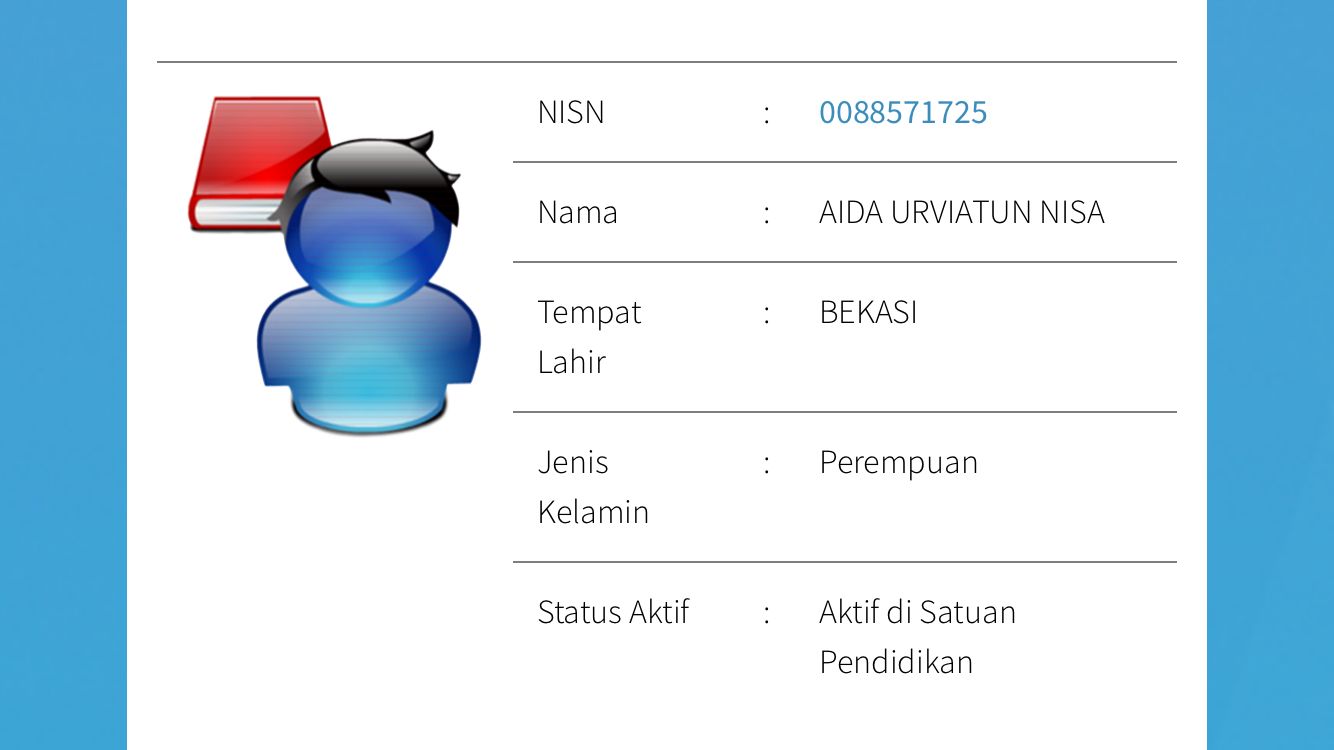 NISN : 0088571725
Nama : AIDA URVIATUN NISA
Tempat : BEKASI
Lahir
Jenis : Perempuan
Kelamin
Status Aktif : Aktif di Satuan
Pendidikan